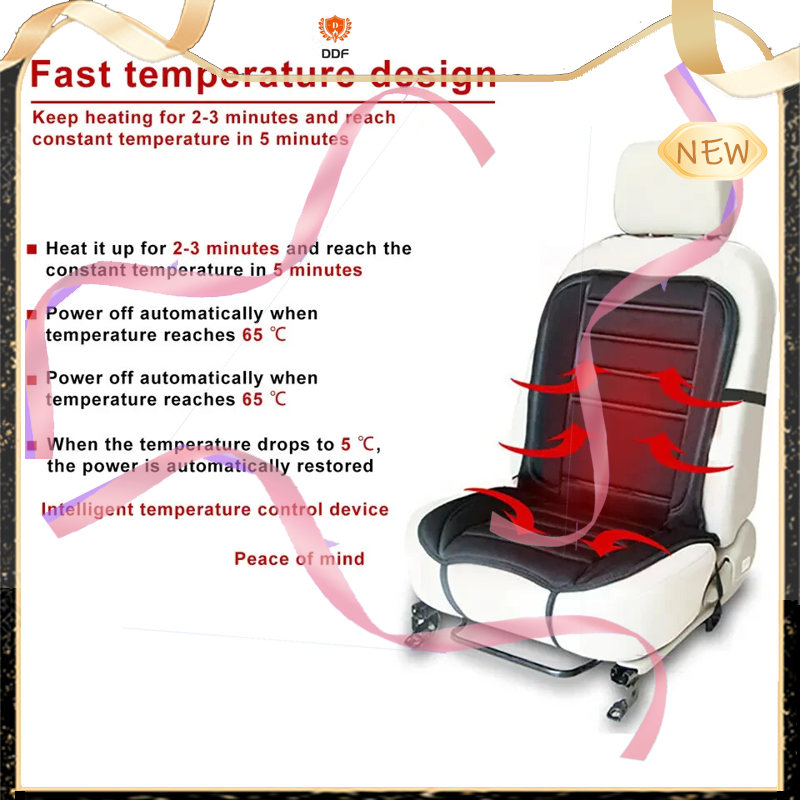 DDF
Fast temperature design
Keep heating for 2-3 minutes and reach
constant temperature in 5 minutes
NEW
Heat it up for 2-3 minutes and reach the
constant temperature in 5 minutes
Power off automatically when
temperature reaches 65 ℃
Power off automatically when
temperature reaches 65 ℃
When the temperature drops to 5 ℃,
the power is automatically restored
Intelligent temperature control device
Peace of mind